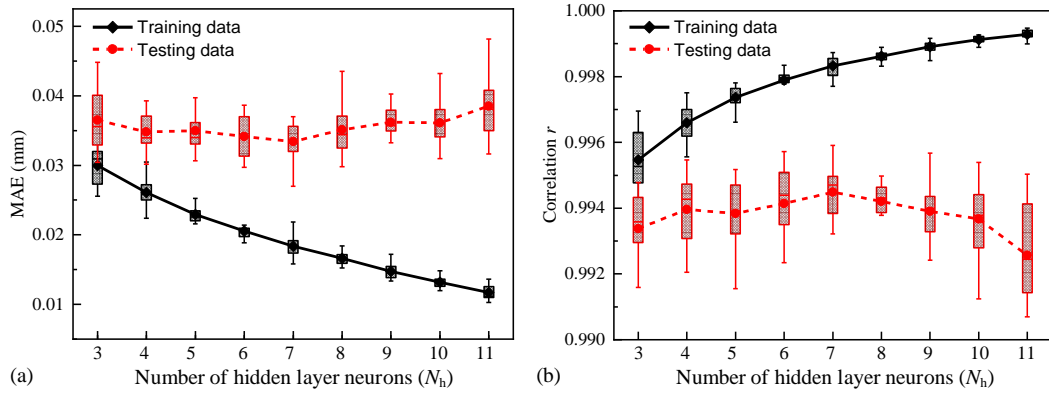 0.05
0.04
0.03
0.02
0.01
MAE (mm)
Training data
Testing data
3 4 5 6 7 8 9 10 11
(a)
Number of hidden layer neurons (Nh)
1.000
0.998
0.996
0.994
0.992
0.990
Correlation r
Training data
Testing data
3 4 5 6 7 8 9 10 11
(b)
Number of hidden layer neurons (Nh)